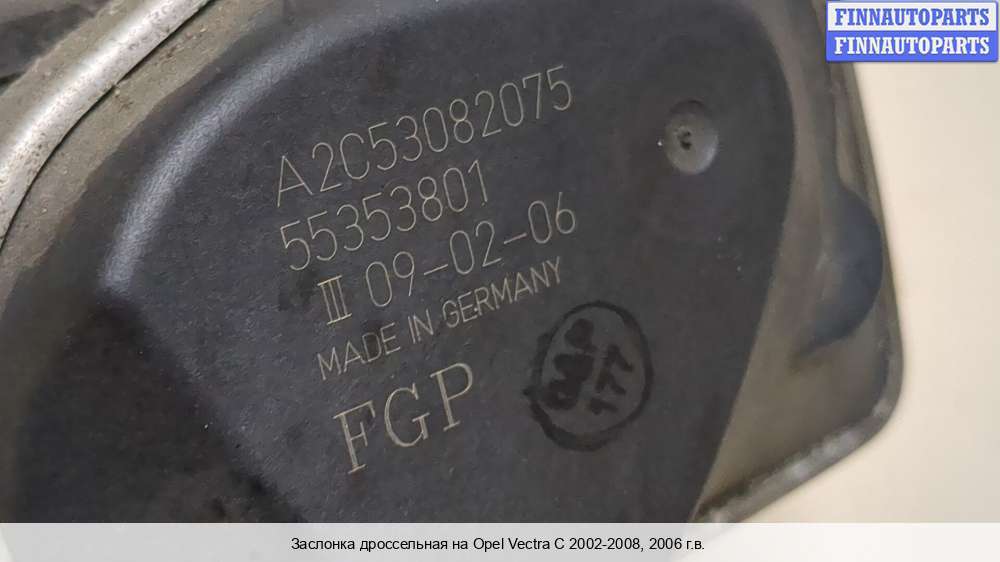 FINNAUTOPARTS
FINNAUTOPARTS
A2C53082075
55353801
III 09-02-06
MADE IN GERMANY
FGP
177
Заслонка дроссельная на Opel Vectra C 2002-2008, 2006 г.в.